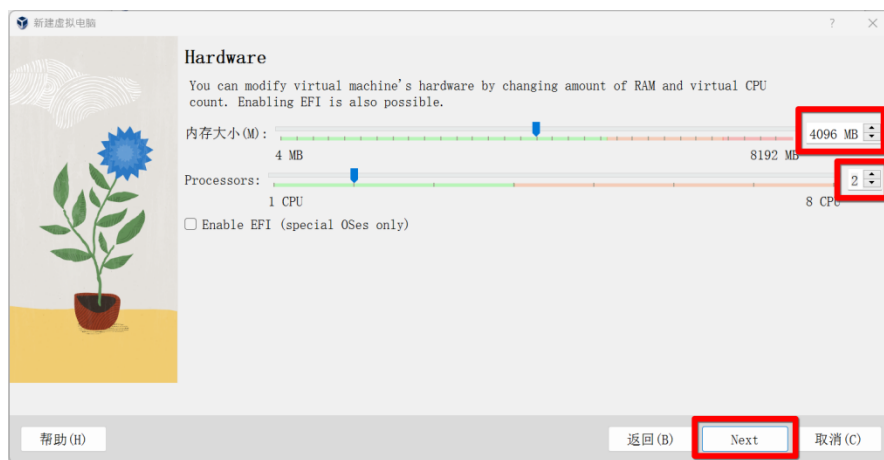 新建虚拟电脑
Hardware
You can modify virtual machine's hardware by changing amount of RAM and virtual CPU
count. Enabling EFI is also possible.
内存大小(M): 4096 MB
4 MB 8192 MB
Processors: 2
1 CPU 8 CPU
Enable EFI (special OSes only)
帮助(H) 返回(B) Next 取消(C)